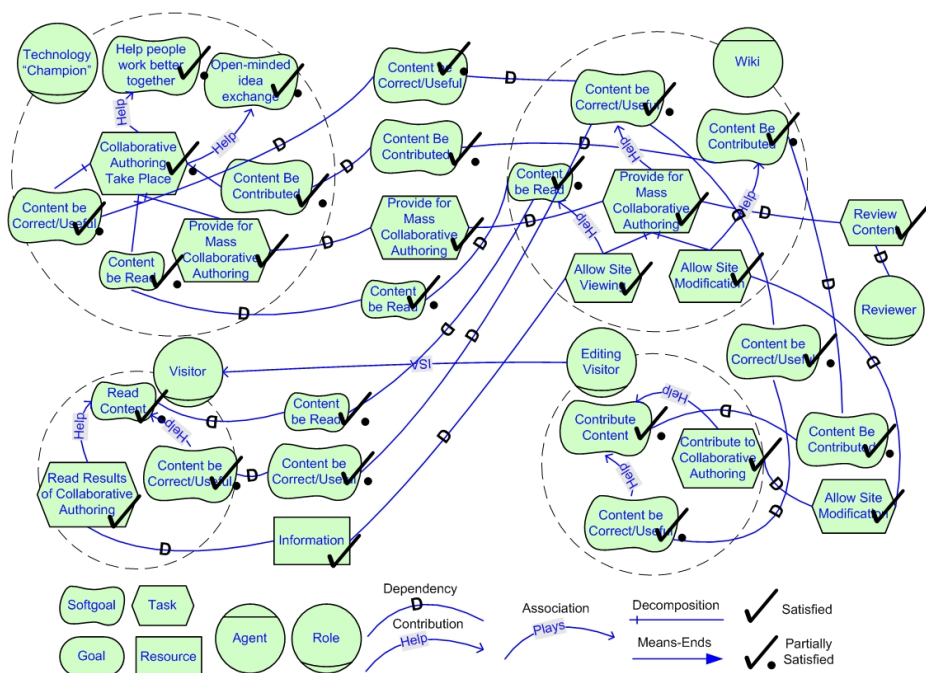 Technology
“Champion”
Help people
work better
together
Open-minded
idea
exchange
Help
Help
Collaborative
Authoring
Take Place
Content be
Correct/Useful
Content Be
Contributed
Provide for
Mass
Collaborative
Authoring
Content
be Read
D
Content be
Correct/Useful
D
D
Content Be
Contributed
D
Provide for
Mass
Collaborative
Authoring
D
Content
be Read
D
D
D
Wiki
Content be
Correct/Useful
Content Be
Contributed
Content
be Read
Help
Provide for
Mass
Collaborative
Authoring
Help
Help
Allow Site
Viewing
Allow Site
Modification
D
D
D
Review
Content
D
Reviewer
D
D
Content be
Correct/Useful
D
Visitor
ISA
Editing
Visitor
Read
Content
Help
Help
D
Content
be Read
D
D
D
Content be
Correct/Useful
D
Content be
Correct/Useful
Read Results
of Collaborative
Authoring
D
Information
Contribute
Content
Help
D
Contribute to
Collaborative
Authoring
Content Be
Contributed
Help
D
Allow Site
Modification
Content be
Correct/Useful
D
Softgoal
Task
Goal
Resource
Agent
Role
Dependency
D
Contribution
Help
Association
Plays
Decomposition
Means-Ends
Satisfied
Partially
Satisfied